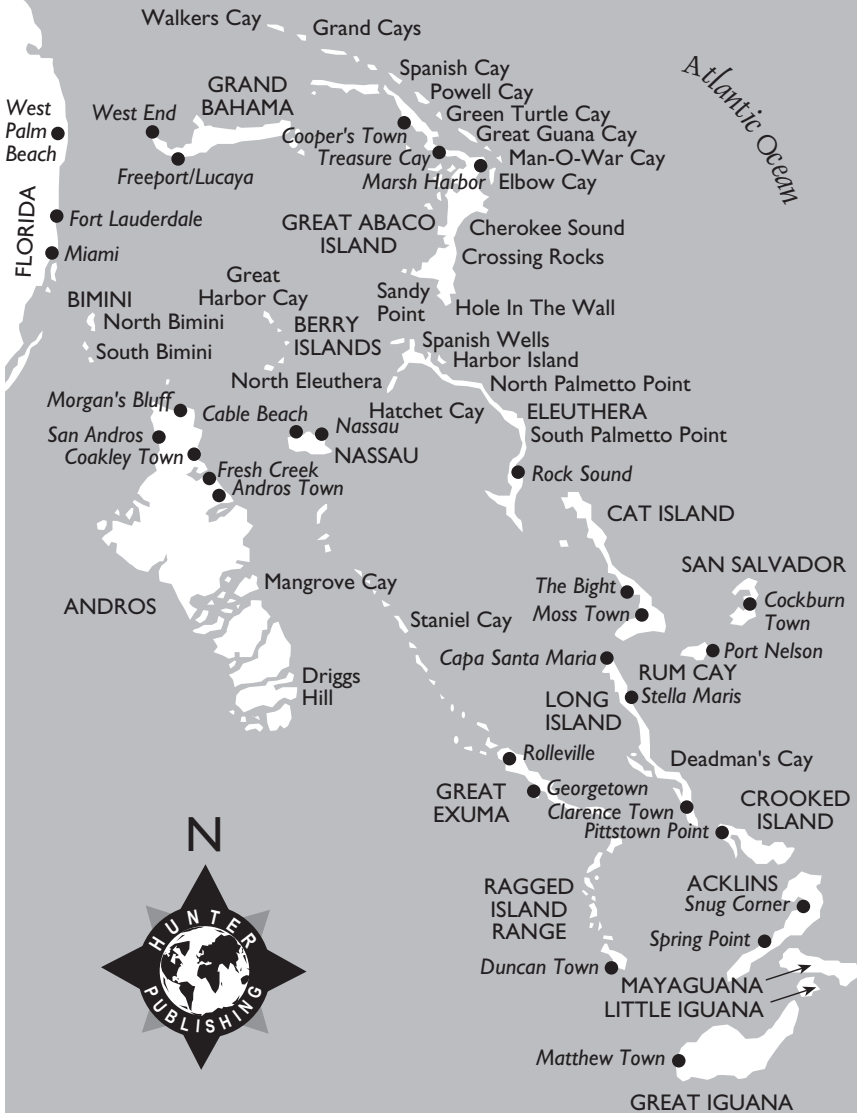 Walkers Cay
Grand Cays
Atlantic Ocean
Spanish Cay
GRAND
BAHAMA
Powell Cay
West
Palm
Beach
West End
Green Turtle Cay
Cooper's Town
Great Guana Cay
Treasure Cay
Man-O-War Cay
Freeport/Lucaya
Marsh Harbor
Elbow Cay
FLORIDA
Fort Lauderdale
GREAT ABACO
ISLAND
Cherokee Sound
Miami
Crossing Rocks
Great
Harbor Cay
Sandy
Point
BIMINI
North Bimini
Hole In The Wall
BERRY
ISLANDS
South Bimini
Spanish Wells
Harbor Island
North Eleuthera
North Palmetto Point
Morgan's Bluff
Cable Beach
Hatchet Cay
ELEUTHERA
San Andros
Nassau
South Palmetto Point
Coakley Town
NASSAU
Fresh Creek
Rock Sound
Andros Town
CAT ISLAND
SAN SALVADOR
Mangrove Cay
The Bight
Cockburn
Town
ANDROS
Staniel Cay
Moss Town
Capa Santa Maria
Port Nelson
RUM CAY
Driggs
Hill
LONG
ISLAND
Stella Maris
Rolleville
Deadman's Cay
GREAT
EXUMA
Georgetown
CROOKED
ISLAND
Clarence Town
Pittstown Point
N
RAGGED
ISLAND
RANGE
ACKLINS
Snug Corner
HUNTER
PUBLISHING
Spring Point
Duncan Town
MAYAGUANA
LITTLE IGUANA
Matthew Town
GREAT IGUANA